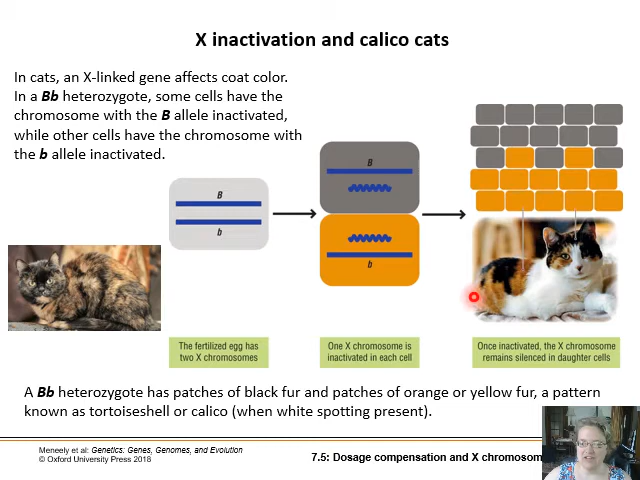 X inactivation and calico cats
In cats, an X-linked gene affects coat color.
In a Bb heterozygote, some cells have the
chromosome with the B allele inactivated,
while other cells have the chromosome with
the b allele inactivated.
B
b
B
b
The fertilized egg has
two X chromosomes
One X chromosome is
inactivated in each cell
Once inactivated, the X chromosome
remains silenced in daughter cells
A Bb heterozygote has patches of black fur and patches of orange or yellow fur, a pattern
known as tortoiseshell or calico (when white spotting present).
Meneely et al: Genetics: Genes, Genomes, and Evolution
© Oxford University Press 2018
7.5: Dosage compensation and X chromosom